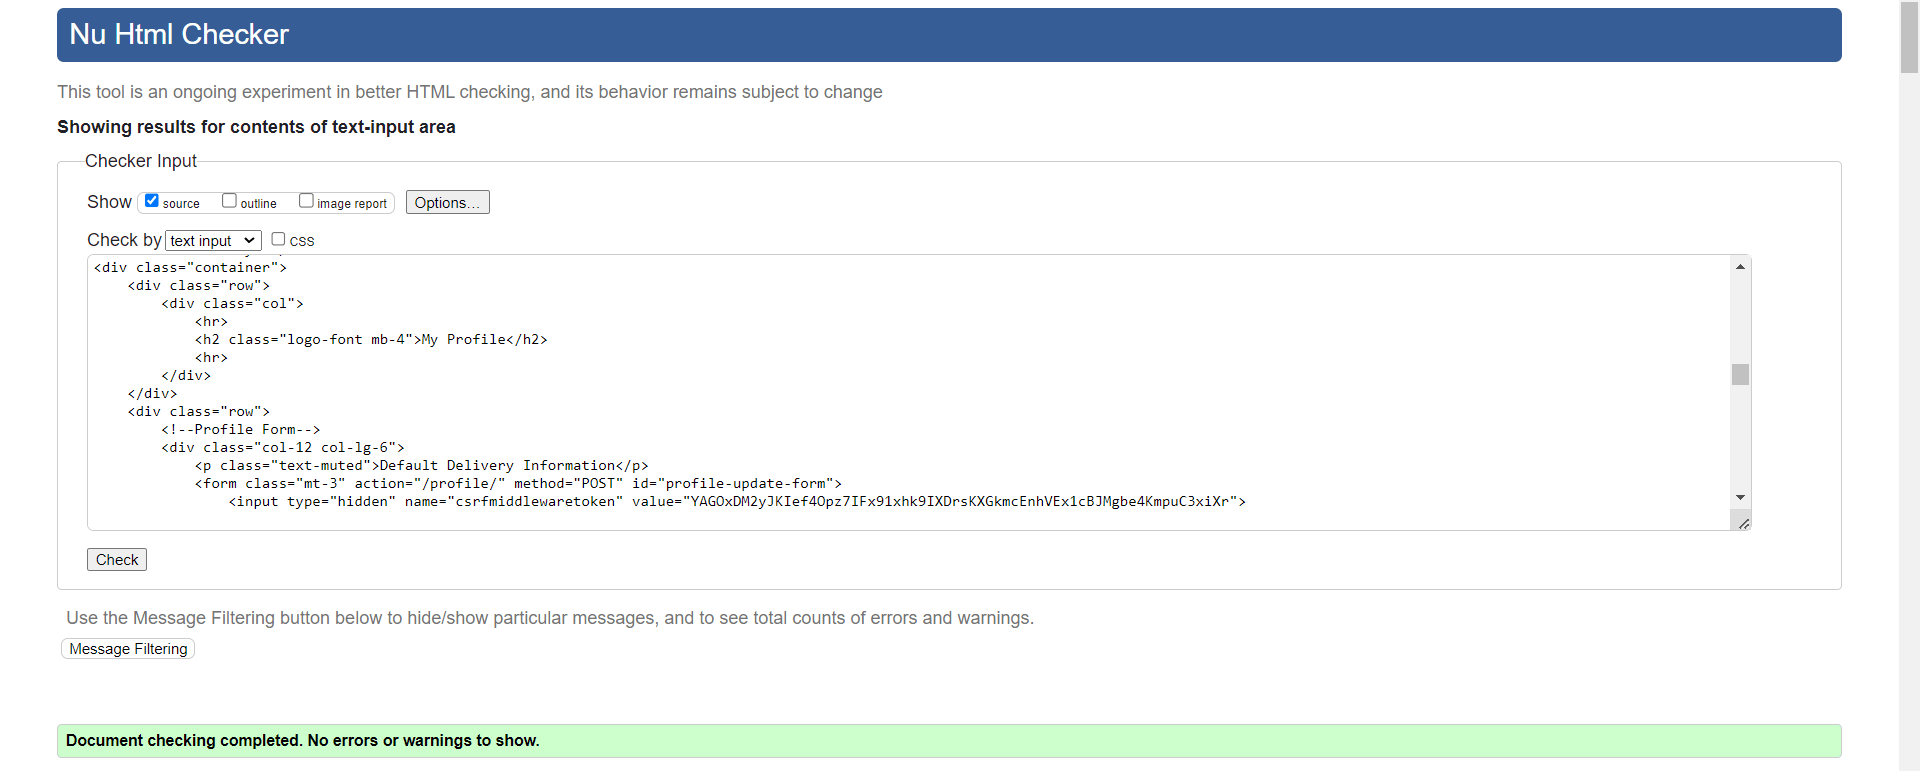 Nu Html Checker
This tool is an ongoing experiment in better HTML checking, and its behavior remains subject to change
Showing results for contents of text-input area
Checker Input
Show source outline image report Options...
Check by text input css
<div class="container">
<div class="row">
<div class="col">
<hr>
<h2 class="logo-font mb-4">My Profile</h2>
<hr>
</div>
</div>
<div class="row">
<!--Profile Form-->
<div class="col-12 col-lg-6">
<p class="text-muted">Default Delivery Information</p>
<form class="mt-3" action="/profile/" method="POST" id="profile-update-form">
<input type="hidden" name="csrfmiddlewaretoken" value="YAGOxDM2yJKIef4Opz7IFx91xhk9IXDrsKXGkmcEnhVEx1cBJMgbe4KmpuC3xiXr">
Check
Use the Message Filtering button below to hide/show particular messages, and to see total counts of errors and warnings.
Message Filtering
Document checking completed. No errors or warnings to show.